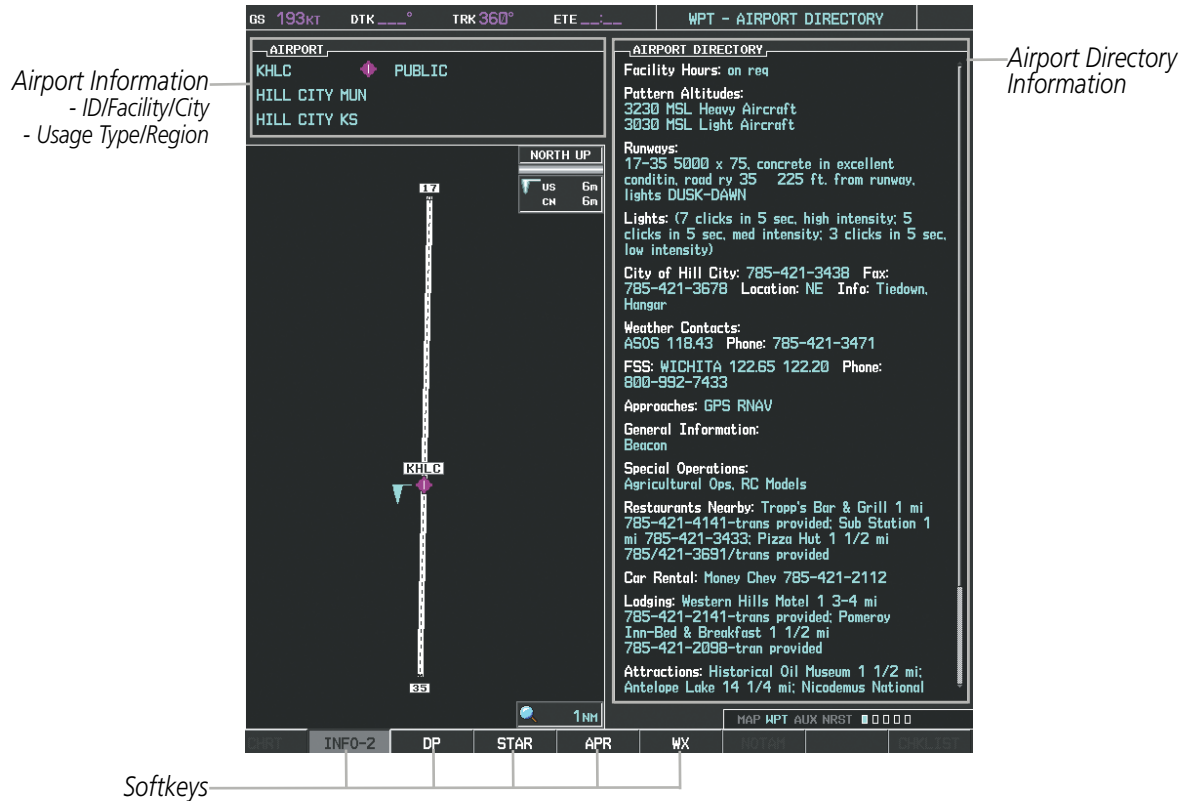 GS 193KT DTK ___° TRK 360° ETE __:__ WPT - AIRPORT DIRECTORY
AIRPORT
KHLC PUBLIC
HILL CITY MUN
HILL CITY KS
Airport Information
- ID/Facility/City
- Usage Type/Region
NORTH UP
US 6m
CN 6m
17
KHLC
35
1NM
AIRPORT DIRECTORY
Facility Hours: on req
Pattern Altitudes:
3230 MSL Heavy Aircraft
3030 MSL Light Aircraft
Runways:
17-35 5000 x 75, concrete in excellent
conditin, road ry 35 225 ft. from runway,
lights DUSK-DAWN
Lights: (7 clicks in 5 sec, high intensity; 5
clicks in 5 sec, med intensity; 3 clicks in 5 sec,
low intensity)
City of Hill City: 785-421-3438 Fax:
785-421-3678 Location: NE Info: Tiedown,
Hangar
Weather Contacts:
ASOS 118.43 Phone: 785-421-3471
FSS: WICHITA 122.65 122.20 Phone:
800-992-7433
Approaches: GPS RNAV
General Information:
Beacon
Special Operations:
Agricultural Ops, RC Models
Restaurants Nearby: Tropp's Bar & Grill 1 mi
785-421-4141-trans provided; Sub Station 1
mi 785-421-3433; Pizza Hut 1 1/2 mi
785/421-3691/trans provided
Car Rental: Money Chev 785-421-2112
Lodging: Western Hills Motel 1 3-4 mi
785-421-2141-trans provided; Pomeroy
Inn-Bed & Breakfast 1 1/2 mi
785-421-2098-tran provided
Attractions: Historical Oil Museum 1 1/2 mi;
Antelope Lake 14 1/4 mi; Nicodemus National
Airport Directory
Information
MAP WPT AUX NRST
CHRT INFO-2 DP STAR APR WX NOTAM CHKLIST
Softkeys